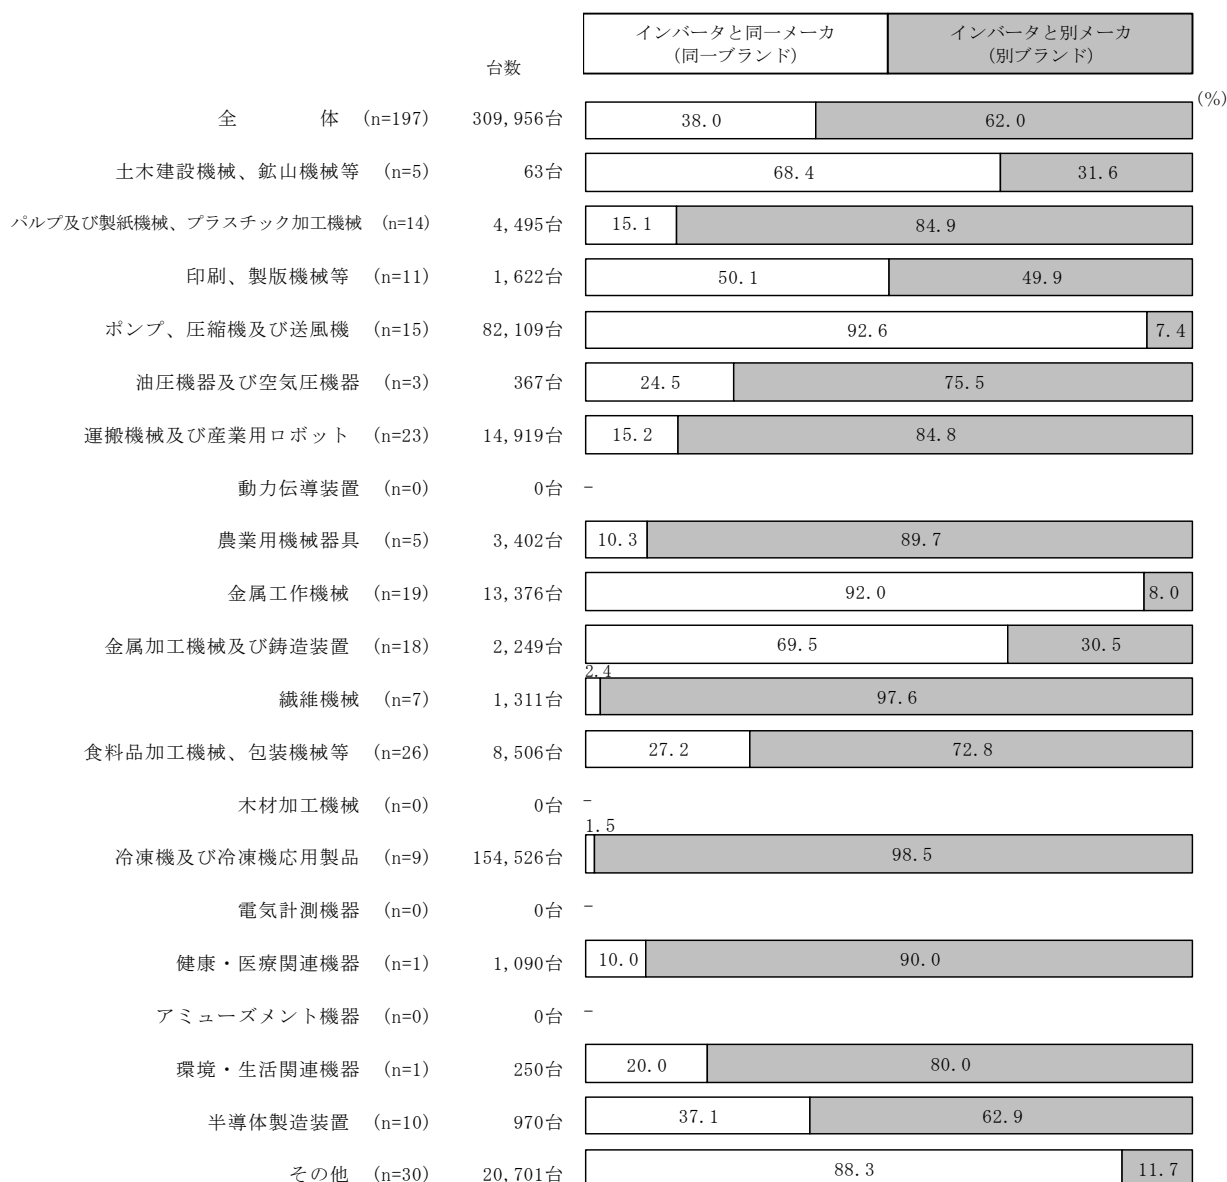 インバータと同一メーカ
(同一ブランド)
インバータと別メーカ
(別ブランド)
台数
(%)
全　　　　体 (n=197) 309,956台 38.0 62.0
土木建設機械、鉱山機械等 (n=5) 63台 68.4 31.6
パルプ及び製紙機械、プラスチック加工機械 (n=14) 4,495台 15.1 84.9
印刷、製版機械等 (n=11) 1,622台 50.1 49.9
ポンプ、圧縮機及び送風機 (n=15) 82,109台 92.6 7.4
油圧機器及び空気圧機器 (n=3) 367台 24.5 75.5
運搬機械及び産業用ロボット (n=23) 14,919台 15.2 84.8
動力伝導装置 (n=0) 0台 -
農業用機械器具 (n=5) 3,402台 10.3 89.7
金属工作機械 (n=19) 13,376台 92.0 8.0
金属加工機械及び鋳造装置 (n=18) 2,249台 69.5 30.5
繊維機械 (n=7) 1,311台 2.4 97.6
食料品加工機械、包装機械等 (n=26) 8,506台 27.2 72.8
木材加工機械 (n=0) 0台 -
冷凍機及び冷凍機応用製品 (n=9) 154,526台 1.5 98.5
電気計測機器 (n=0) 0台 -
健康・医療関連機器 (n=1) 1,090台 10.0 90.0
アミューズメント機器 (n=0) 0台 -
環境・生活関連機器 (n=1) 250台 20.0 80.0
半導体製造装置 (n=10) 970台 37.1 62.9
その他 (n=30) 20,701台 88.3 11.7